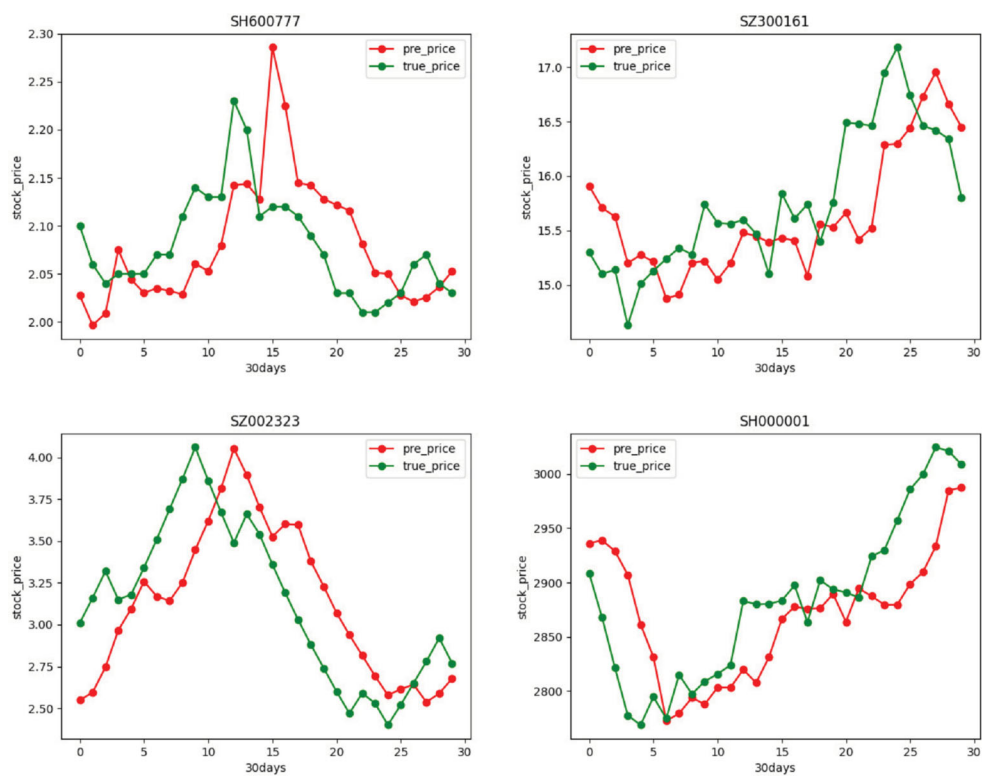 SH600777
pre_price
true_price
2.30
2.25
2.20
2.15
2.10
2.05
2.00
stock_price
0 5 10 15 20 25 30
30days
SZ300161
pre_price
true_price
17.0
16.5
16.0
15.5
15.0
stock_price
0 5 10 15 20 25 30
30days
SZ002323
pre_price
true_price
4.00
3.75
3.50
3.25
3.00
2.75
2.50
stock_price
0 5 10 15 20 25 30
30days
SH000001
pre_price
true_price
3000
2950
2900
2850
2800
stock_price
0 5 10 15 20 25 30
30days